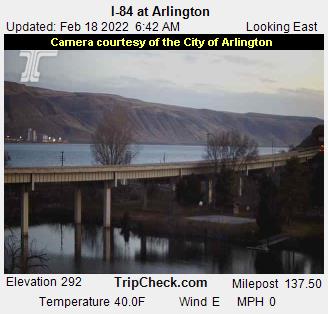 I-84 at Arlington
Updated: Feb 18 2022 6:42 AM Looking East
Camera courtesy of the City of Arlington
Elevation 292 TripCheck.com Milepost 137.50
Temperature 40.0F Wind E MPH 0